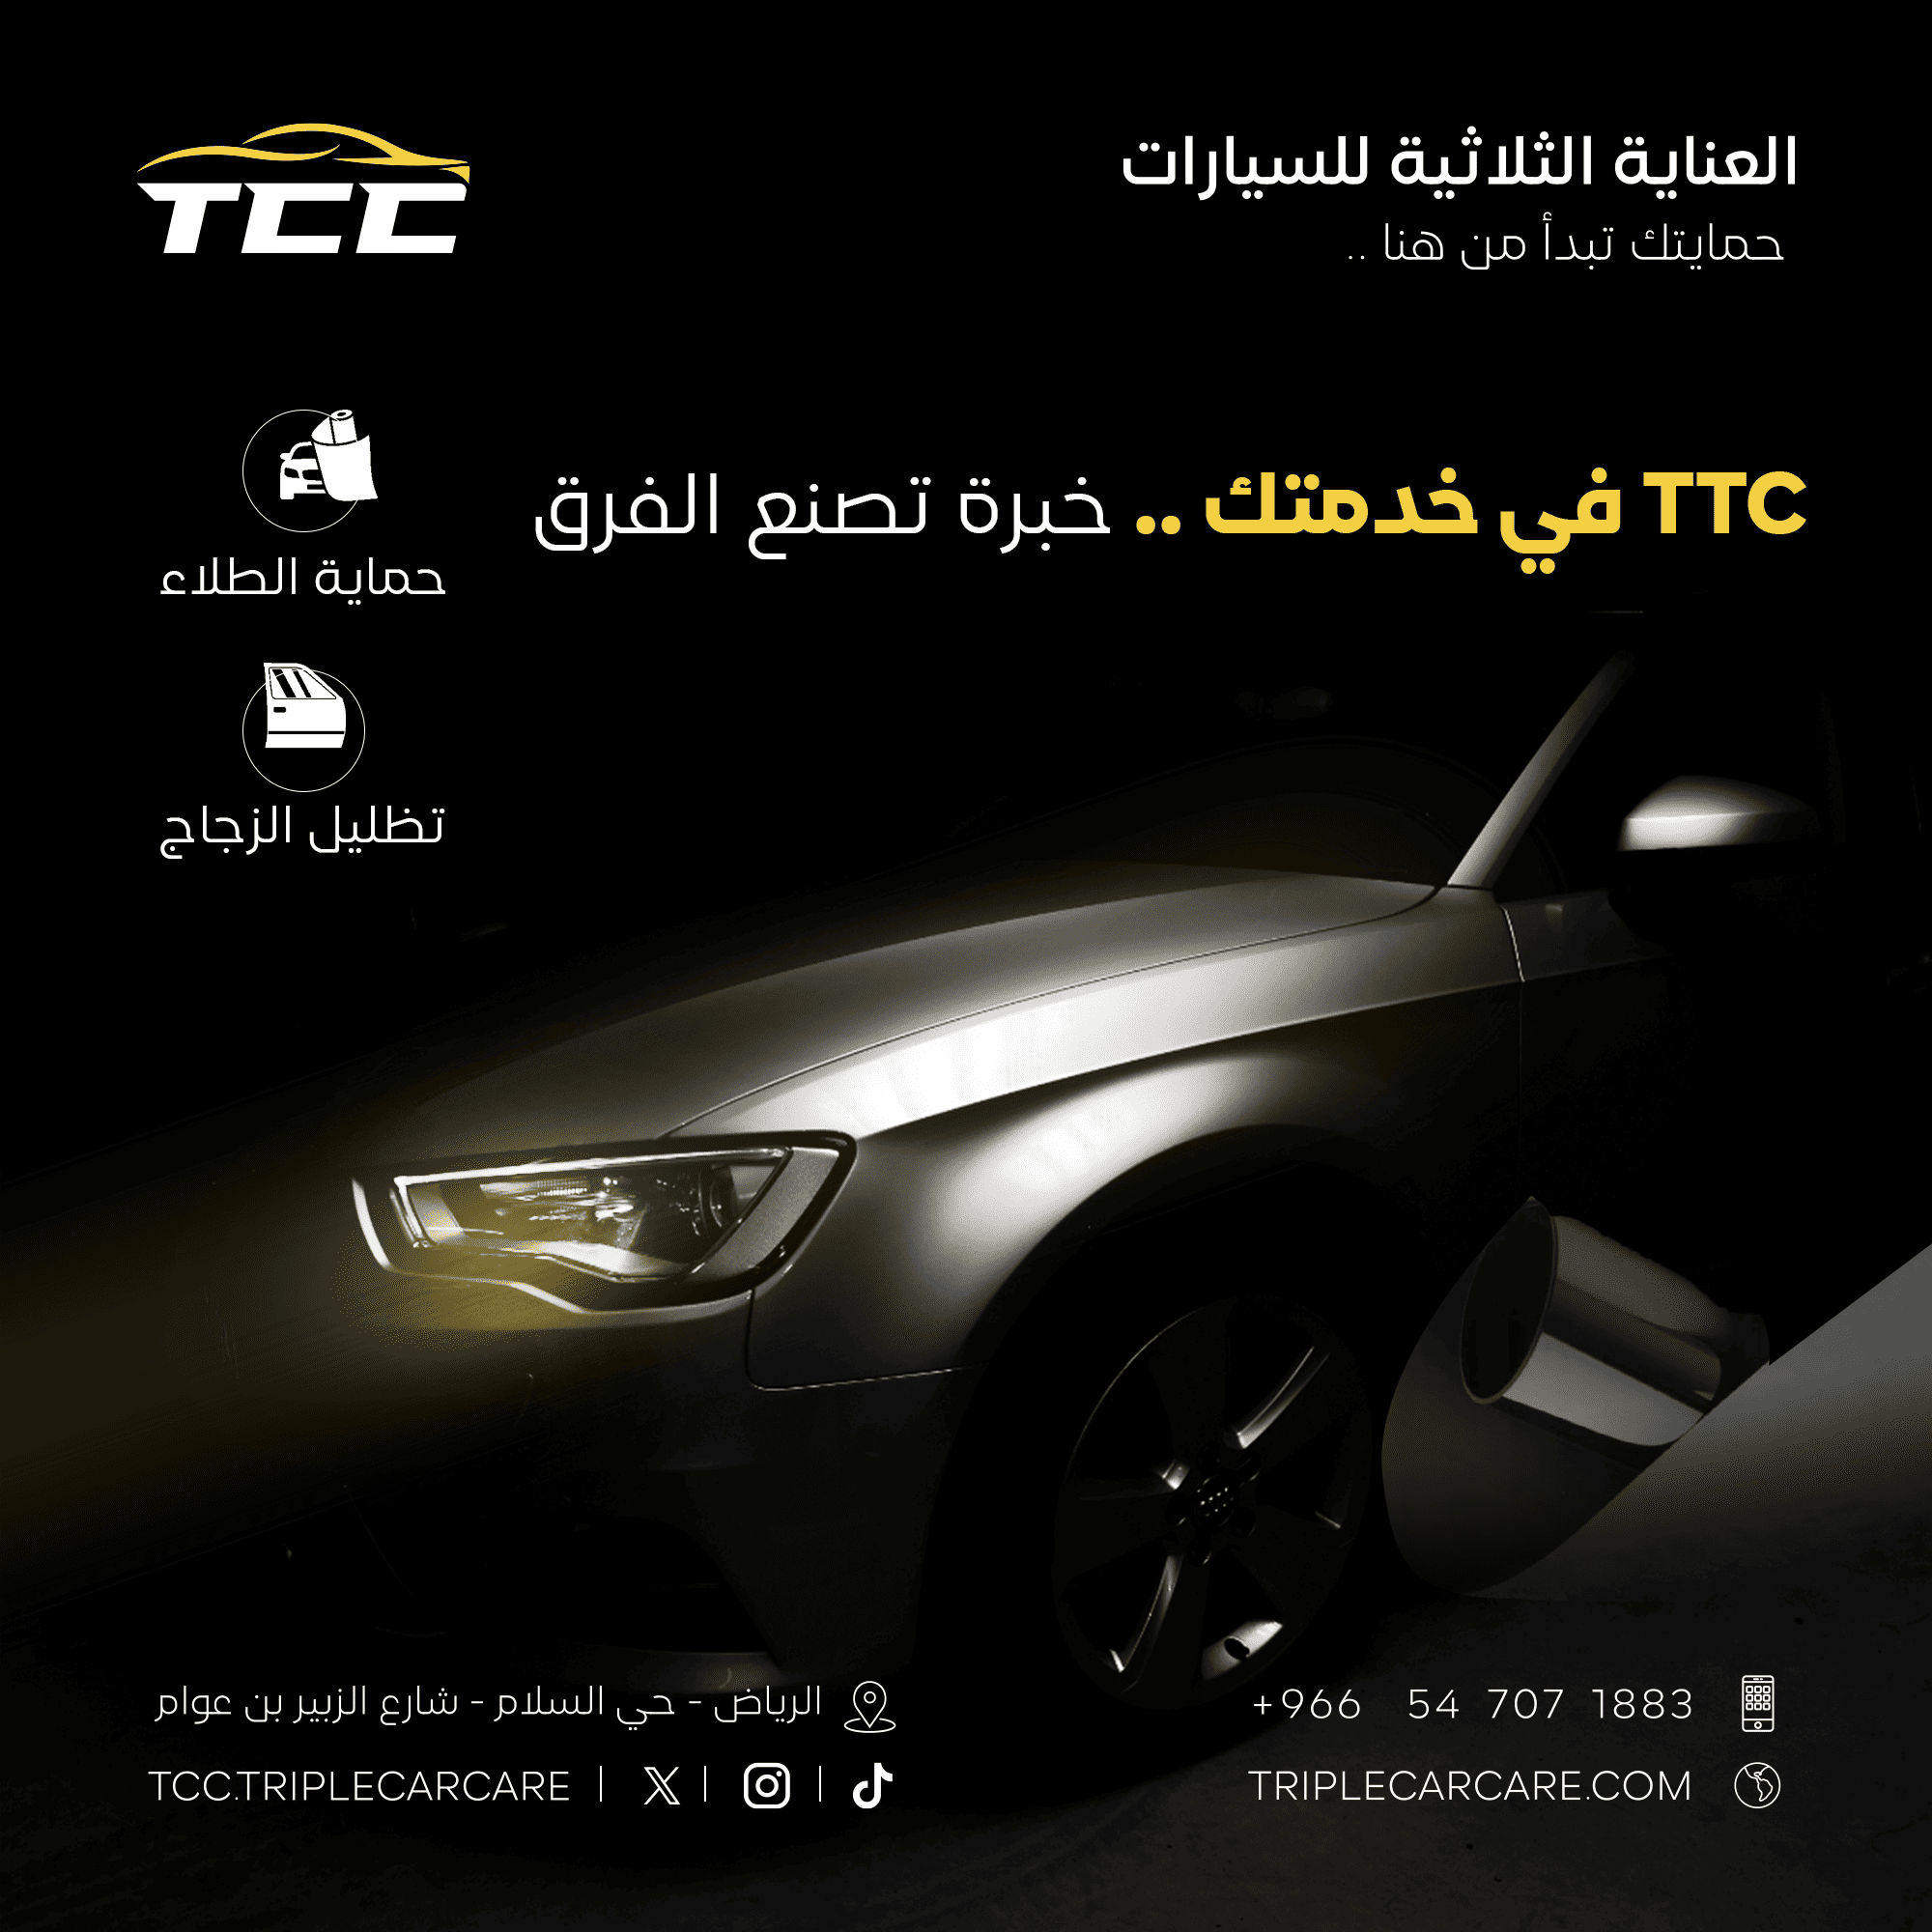 العناية الثلاثية للسيارات
حمايتك تبدأ من هنا ..
TCC
TTC في خدمتك .. خبرة تصنع الفرق
حماية الطلاء
تظليل الزجاج
+966 54 707 1883
الرياض - حي السلام - شارع الزبير بن عوام
TRIPLECARCARE.COM
TCC.TRIPLECARCARE | | |